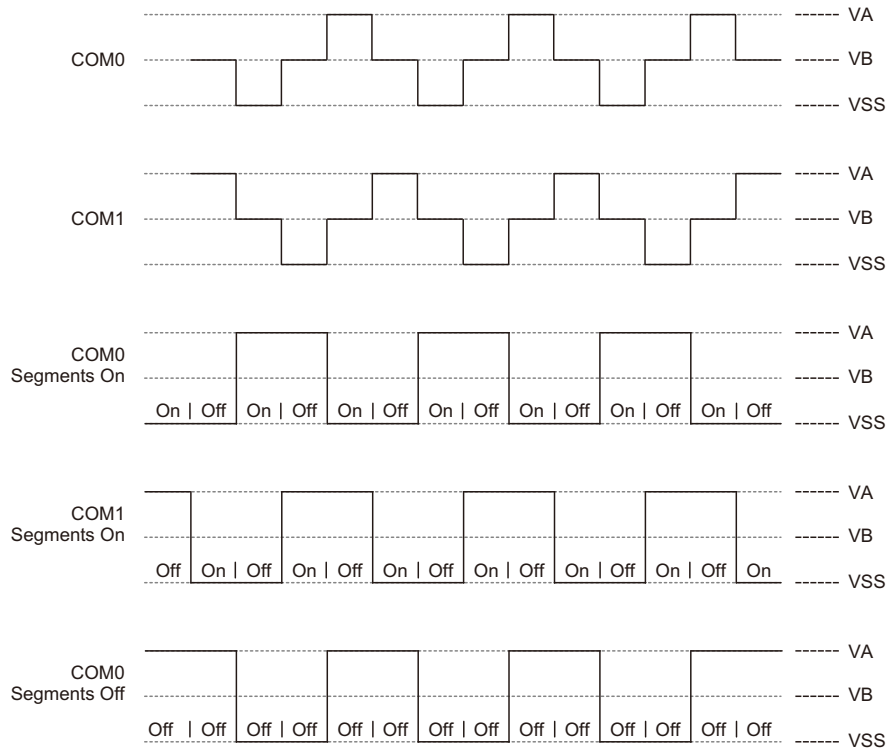 VA
COM0
VB
VSS
VA
COM1
VB
VSS
VA
COM0
Segments On
VB
On | Off | On | Off | On | Off | On | Off | On | Off | On | Off | On | Off
VSS
VA
COM1
Segments On
VB
Off On | Off On | Off On | Off On | Off On | Off On | Off On
VSS
VA
COM0
Segments Off
VB
Off | Off Off | Off Off | Off Off | Off Off | Off Off | Off Off | Off
VSS